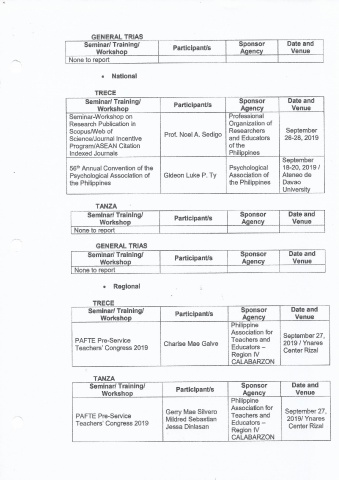 GENERAL TRIAS
Seminar/ Training/ Workshop Participant/s Sponsor Agency Date and Venue
None to report
• National
TRECE
Seminar/ Training/ Workshop Participant/s Sponsor Agency Date and Venue
Seminar-Workshop on Research Publication in Scopus/Web of Science/Journal Incentive Program/ASEAN Citation Indexed Journals Prof. Noel A. Sedigo Professional Organization of Researchers and Educators of the Philippines September 26-28, 2019
56th Annual Convention of the Psychological Association of the Philippines Gideon Luke P. Ty Psychological Association of the Philippines September 19-20, 2019 / Ateneo de Davao University
TANZA
Seminar/ Training/ Workshop Participant/s Sponsor Agency Date and Venue
None to report
GENERAL TRIAS
Seminar/ Training/ Workshop Participant/s Sponsor Agency Date and Venue
None to report
• Regional
TRECE
Seminar/ Training/ Workshop Participant/s Sponsor Agency Date and Venue
PAFTE Pre-Service Teachers' Congress 2019 Charise Mae Galve Philippine Association for Teachers and Educators – Region IV CALABARZON September 27, 2019 / Ynares Center Rizal
TANZA
Seminar/ Training/ Workshop Participant/s Sponsor Agency Date and Venue
PAFTE Pre-Service Teachers' Congress 2019 Gerry Mae Silvero Mildred Sebastian Jessa Dinlasan Philippine Association for Teachers and Educators – Region IV CALABARZON September 27, 2019/ Ynares Center Rizal